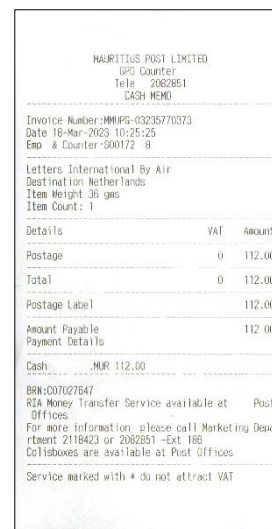 MAURITIUS POST LIMITED
GPO Counter
Tele 2082851
CASH MEMO
Invoice Number:MMUPG-03235770373
Date 18-Mar-2023 10:25:25
Emp & Counter-S00172 8
Letters International By Air
Destination Netherlands
Item Weight 36 gms
Item Count: 1
Details VAT Amount
Postage 0 112.00
Total 0 112.00
Postage Label 112.00
Amount Payable 112 00
Payment Details
Cash .MUR 112.00
BRN:C07027647
RIA Money Transfer Service available at Post
Offices
For more information please call Marketing Depa
rtment 2118423 or 2082851 -Ext 186
Colisboxes are available at Post Offices
Service marked with * do not attract VAT